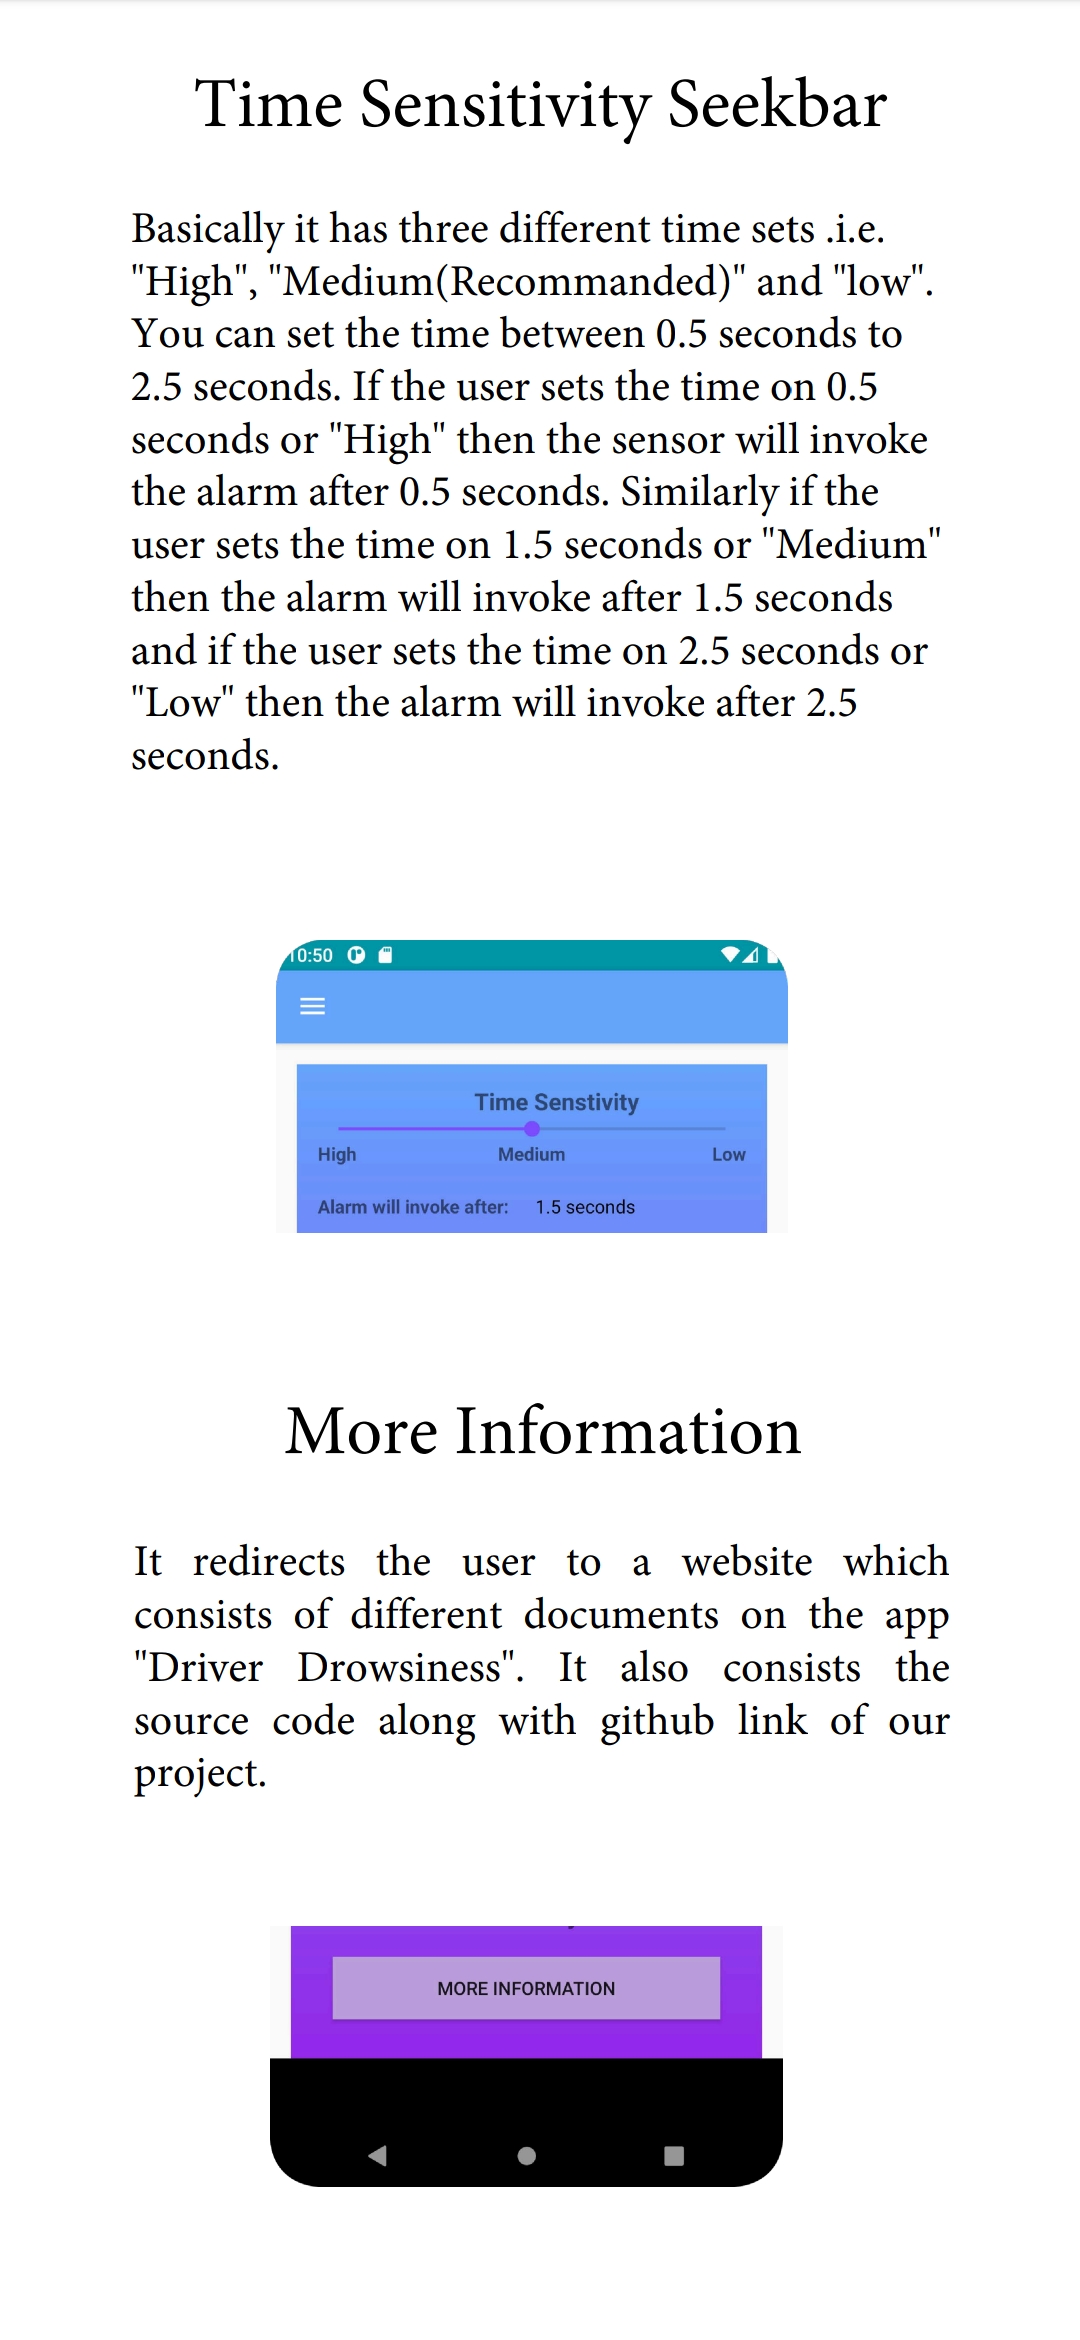 Time Sensitivity Seekbar
Basically it has three different time sets .i.e.
"High", "Medium(Recommanded)" and "low".
You can set the time between 0.5 seconds to
2.5 seconds. If the user sets the time on 0.5
seconds or "High" then the sensor will invoke
the alarm after 0.5 seconds. Similarly if the
user sets the time on 1.5 seconds or "Medium"
then the alarm will invoke after 1.5 seconds
and if the user sets the time on 2.5 seconds or
"Low" then the alarm will invoke after 2.5
seconds.
10:50
Time Senstivity
High Medium Low
Alarm will invoke after: 1.5 seconds
More Information
It redirects the user to a website which
consists of different documents on the app
"Driver Drowsiness". It also consists the
source code along with github link of our
project.
MORE INFORMATION